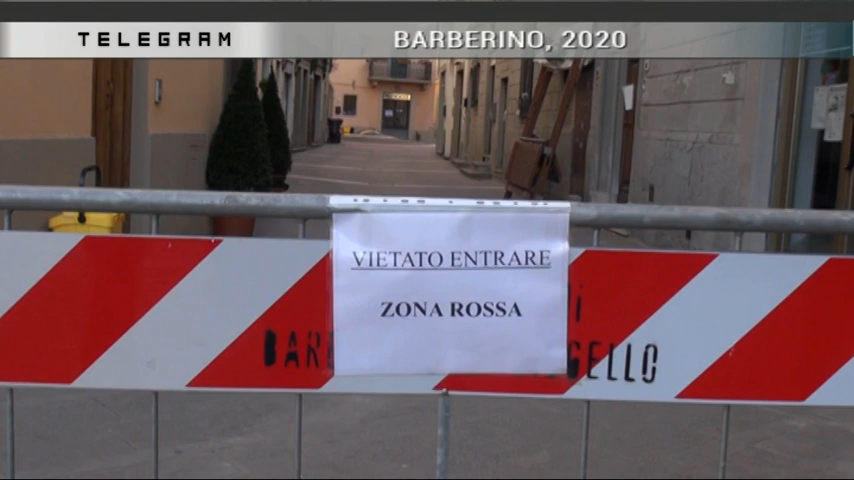 TELEGRAM
BARBERINO, 2020
VIETATO ENTRARE
ZONA ROSSA